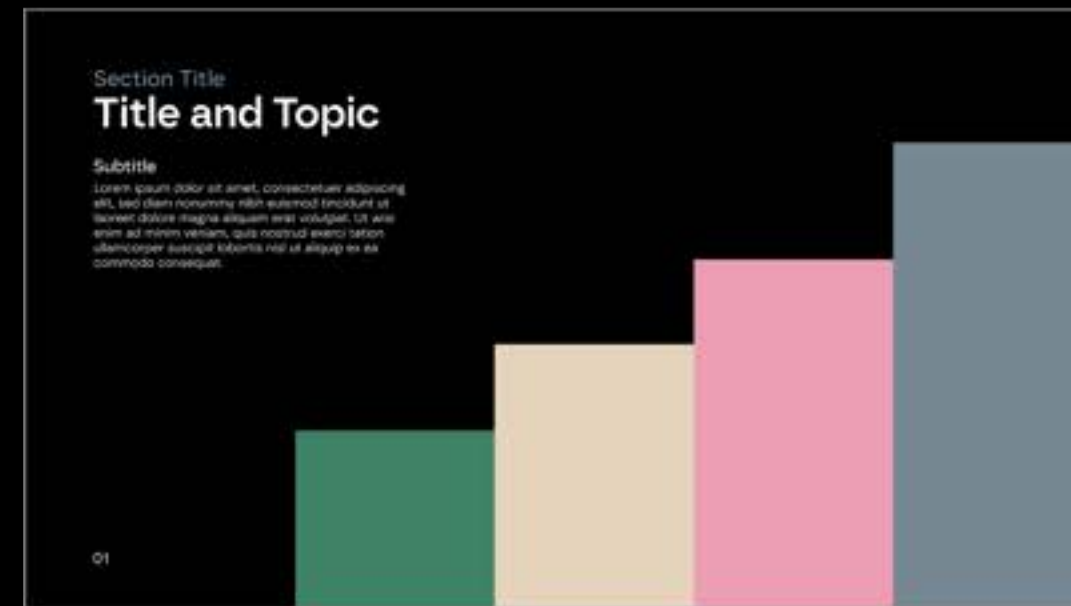 Section Title
Title and Topic
Subtitle
Lorem ipsum dolor sit amet, consectetuer adipiscing
elit, sed diam nonummy nibh euismod tincidunt ut
laoreet dolore magna aliquam erat volutpat. Ut wisi
enim ad minim veniam, quis nostrud exerci tation
ullamcorper suscipit lobortis nisl ut aliquip ex ea
commodo consequat.
01